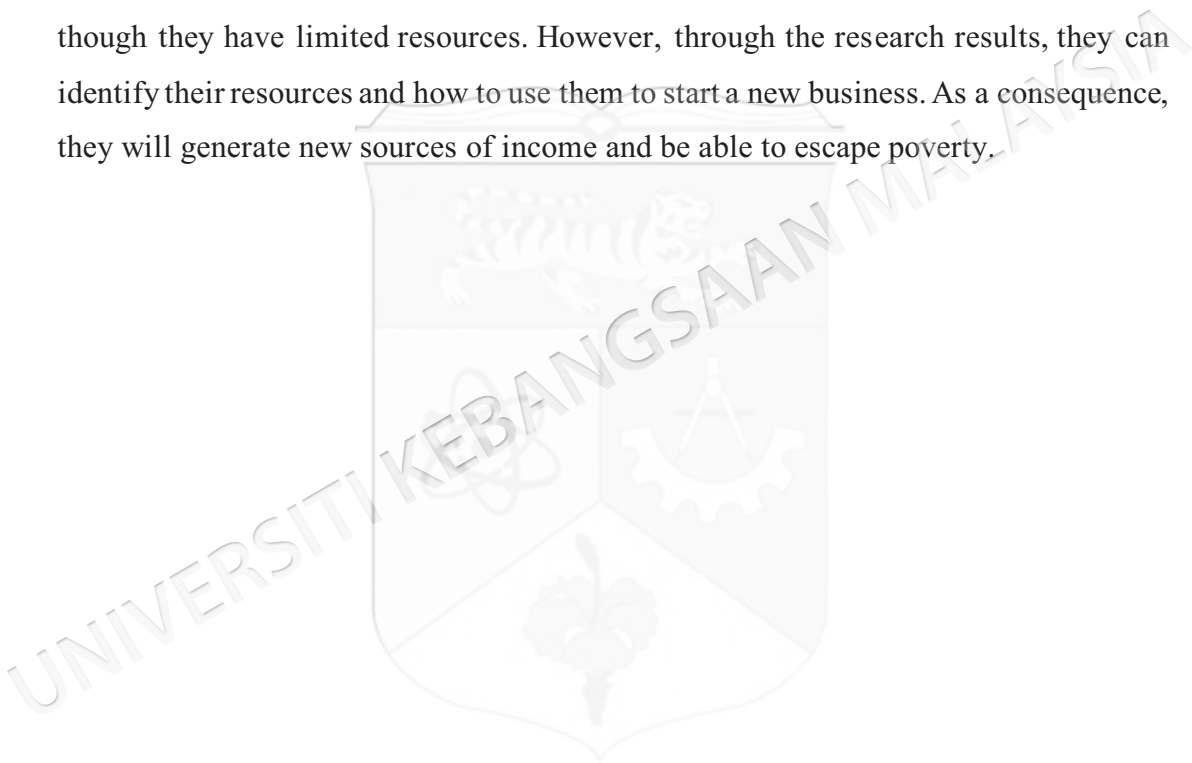 though they have limited resources. However, through the research results, they can
identify their resources and how to use them to start a new business. As a consequence,
they will generate new sources of income and be able to escape poverty.
UNIVERSITI KEBANGSAAN MALAYSIA